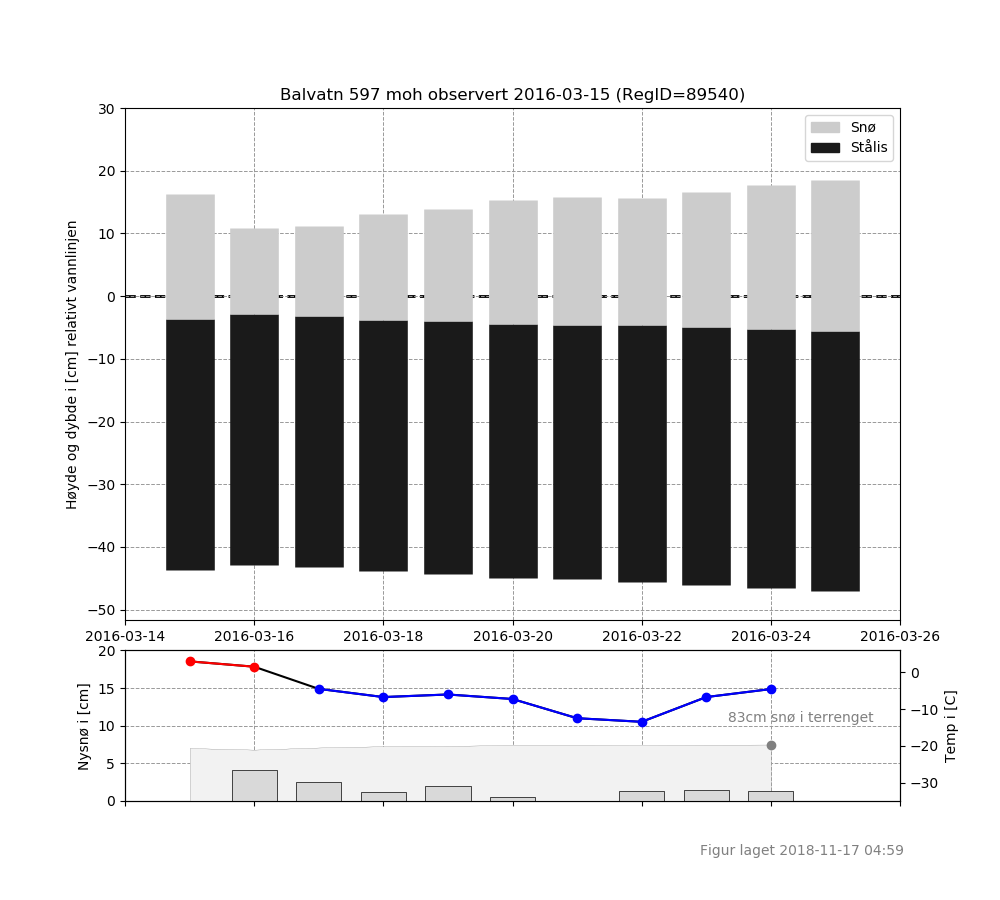 Balvatn 597 moh observert 2016-03-15 (RegID=89540)
Høyde og dybde i [cm] relativt vannlinjen
30
20
10
0
−10
−20
−30
−40
−50
Snø
Stålis
2016-03-14 2016-03-16 2016-03-18 2016-03-20 2016-03-22 2016-03-24 2016-03-26
Nysnø i [cm]
20
15
10
5
0
83cm snø i terrenget
0
−10
−20
−30
Temp i [C]
Figur laget 2018-11-17 04:59